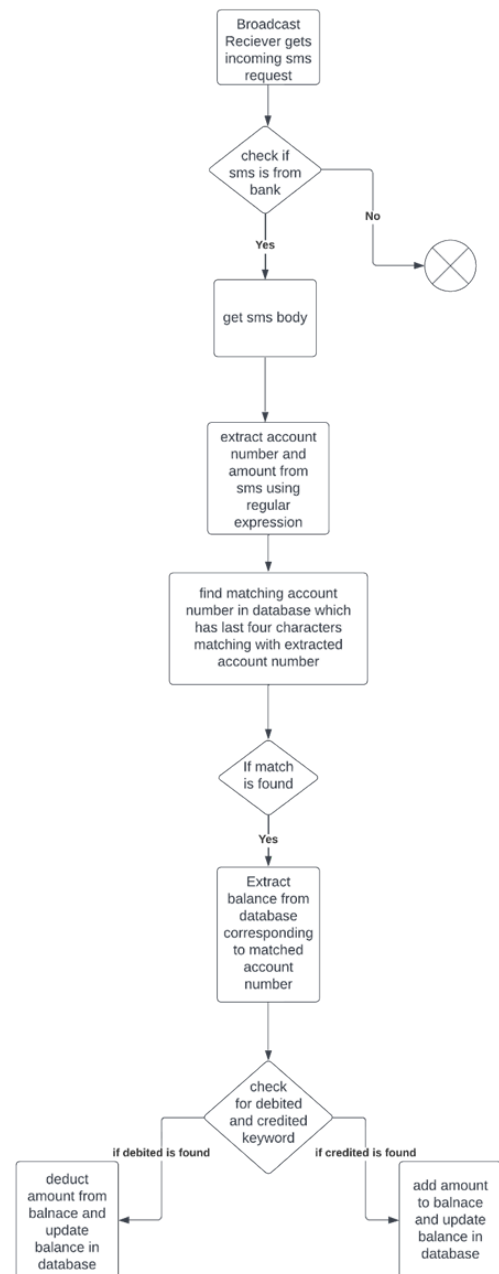 Broadcast
Reciever gets
incoming sms
request
check if
sms is from
bank
No
Yes
get sms body
extract account
number and
amount from
sms using
regular
expression
find matching account
number in database which
has last four characters
matching with extracted
account number
If match
is found
Yes
Extract
balance from
database
corresponding
to matched
account
number
check
for debited
and credited
keyword
if debited is found
if credited is found
deduct
amount from
balnace and
update
balance in
database
add amount
to balnace
and update
balance in
database